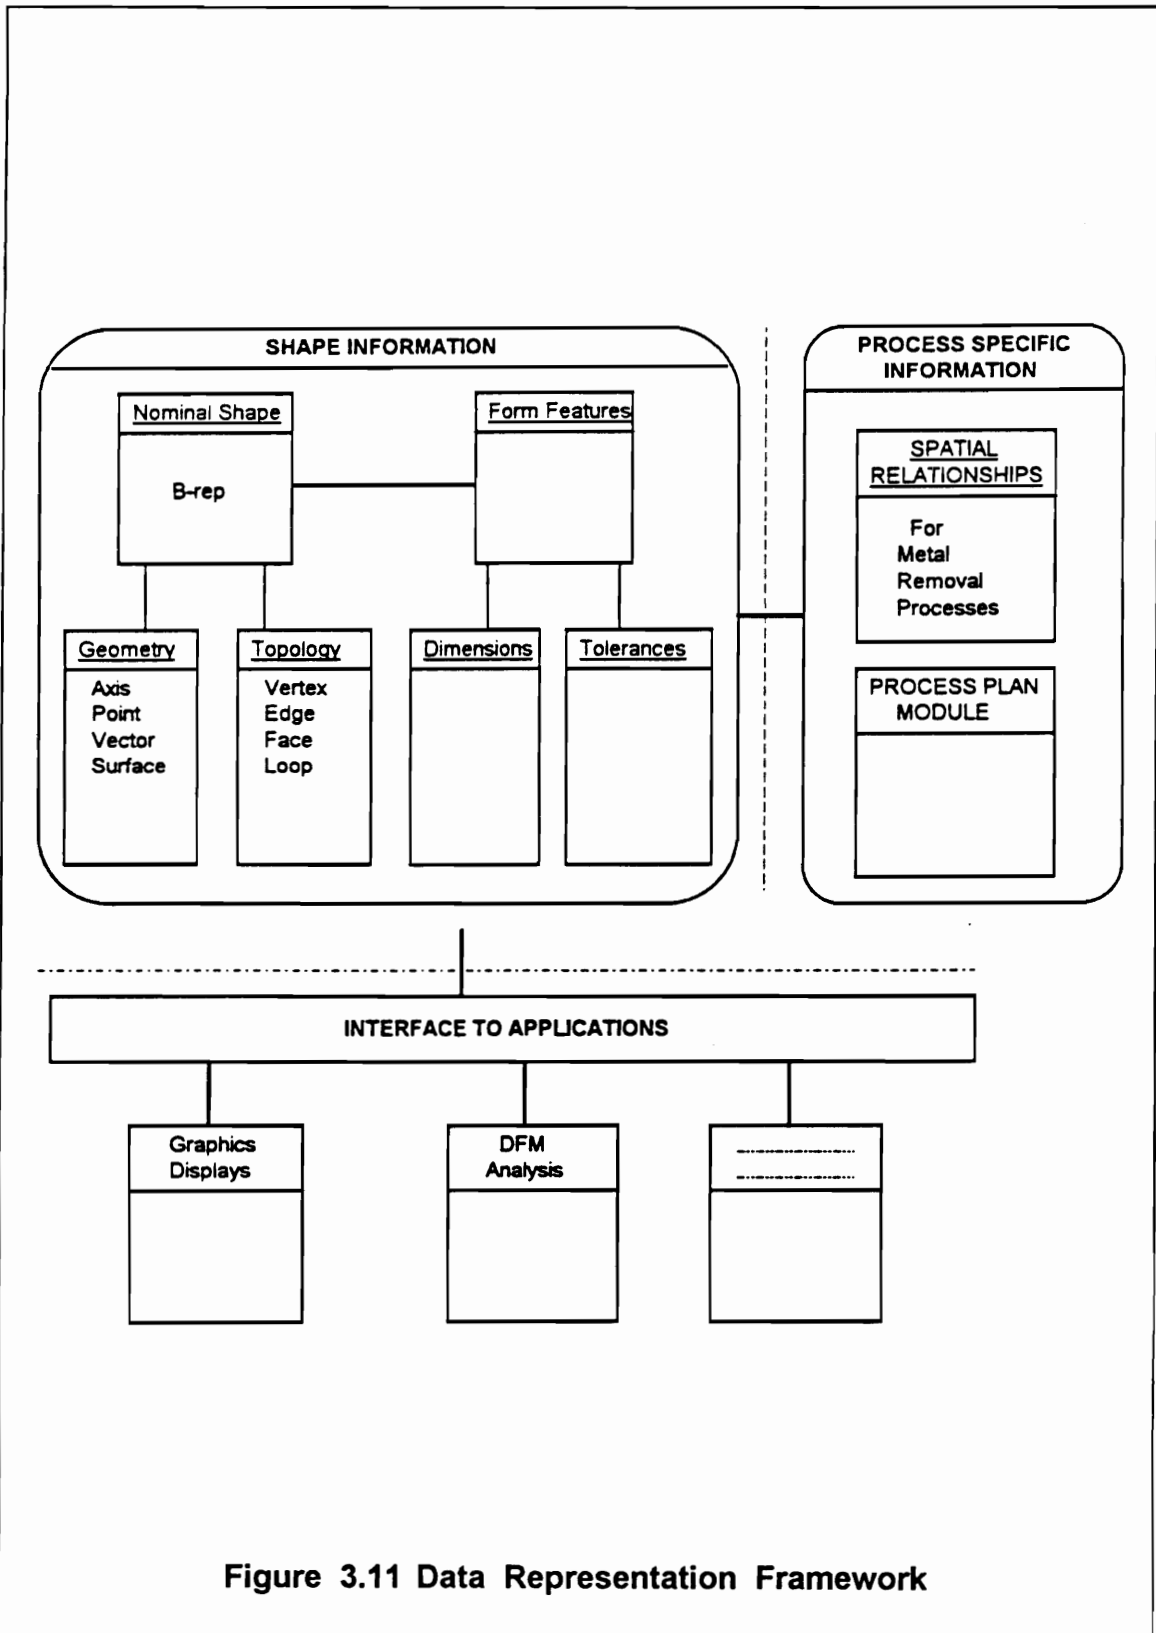 SHAPE INFORMATION
Nominal Shape
B-rep
Form Features
Geometry
Axis
Point
Vector
Surface
Topology
Vertex
Edge
Face
Loop
Dimensions
Tolerances
PROCESS SPECIFIC
INFORMATION
SPATIAL
RELATIONSHIPS
For
Metal
Removal
Processes
PROCESS PLAN
MODULE
INTERFACE TO APPLICATIONS
Graphics
Displays
DFM
Analysis
Figure 3.11 Data Representation Framework